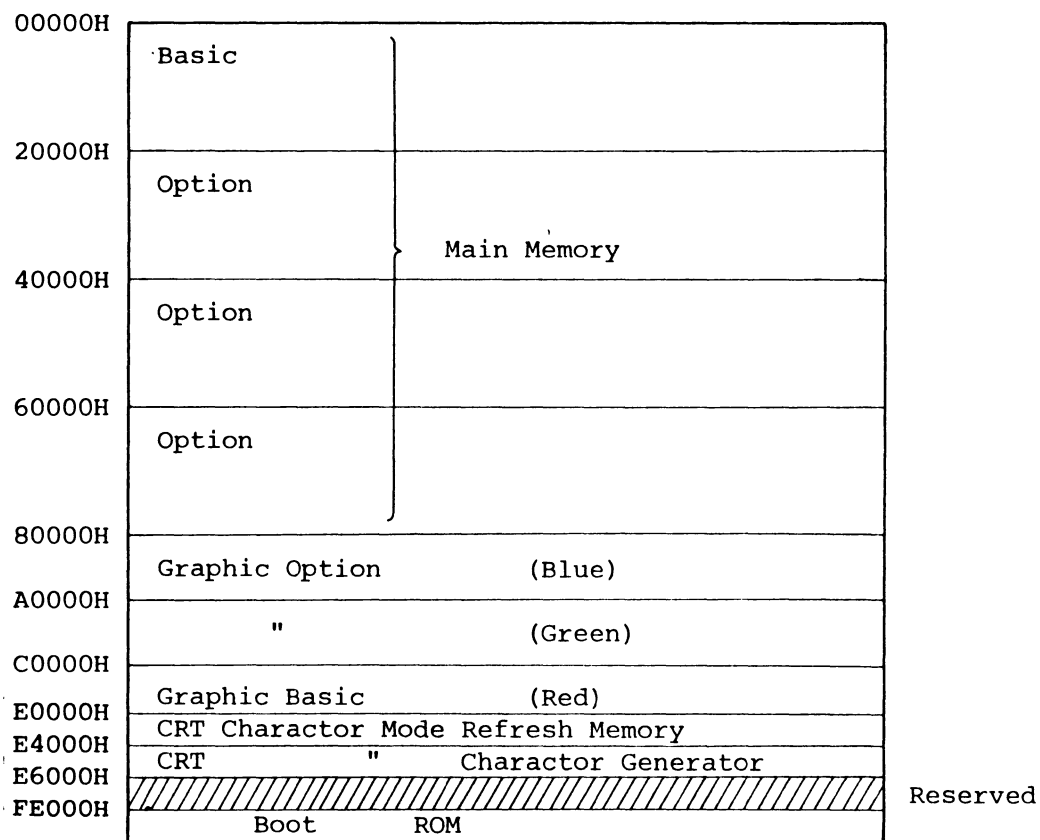 00000H
Basic
20000H
Option
Main Memory
40000H
Option
60000H
Option
80000H
Graphic Option (Blue)
A0000H
" (Green)
C0000H
Graphic Basic (Red)
E0000H
CRT Charactor Mode Refresh Memory
E4000H
CRT " Charactor Generator
E6000H
Reserved
FE000H
Boot ROM